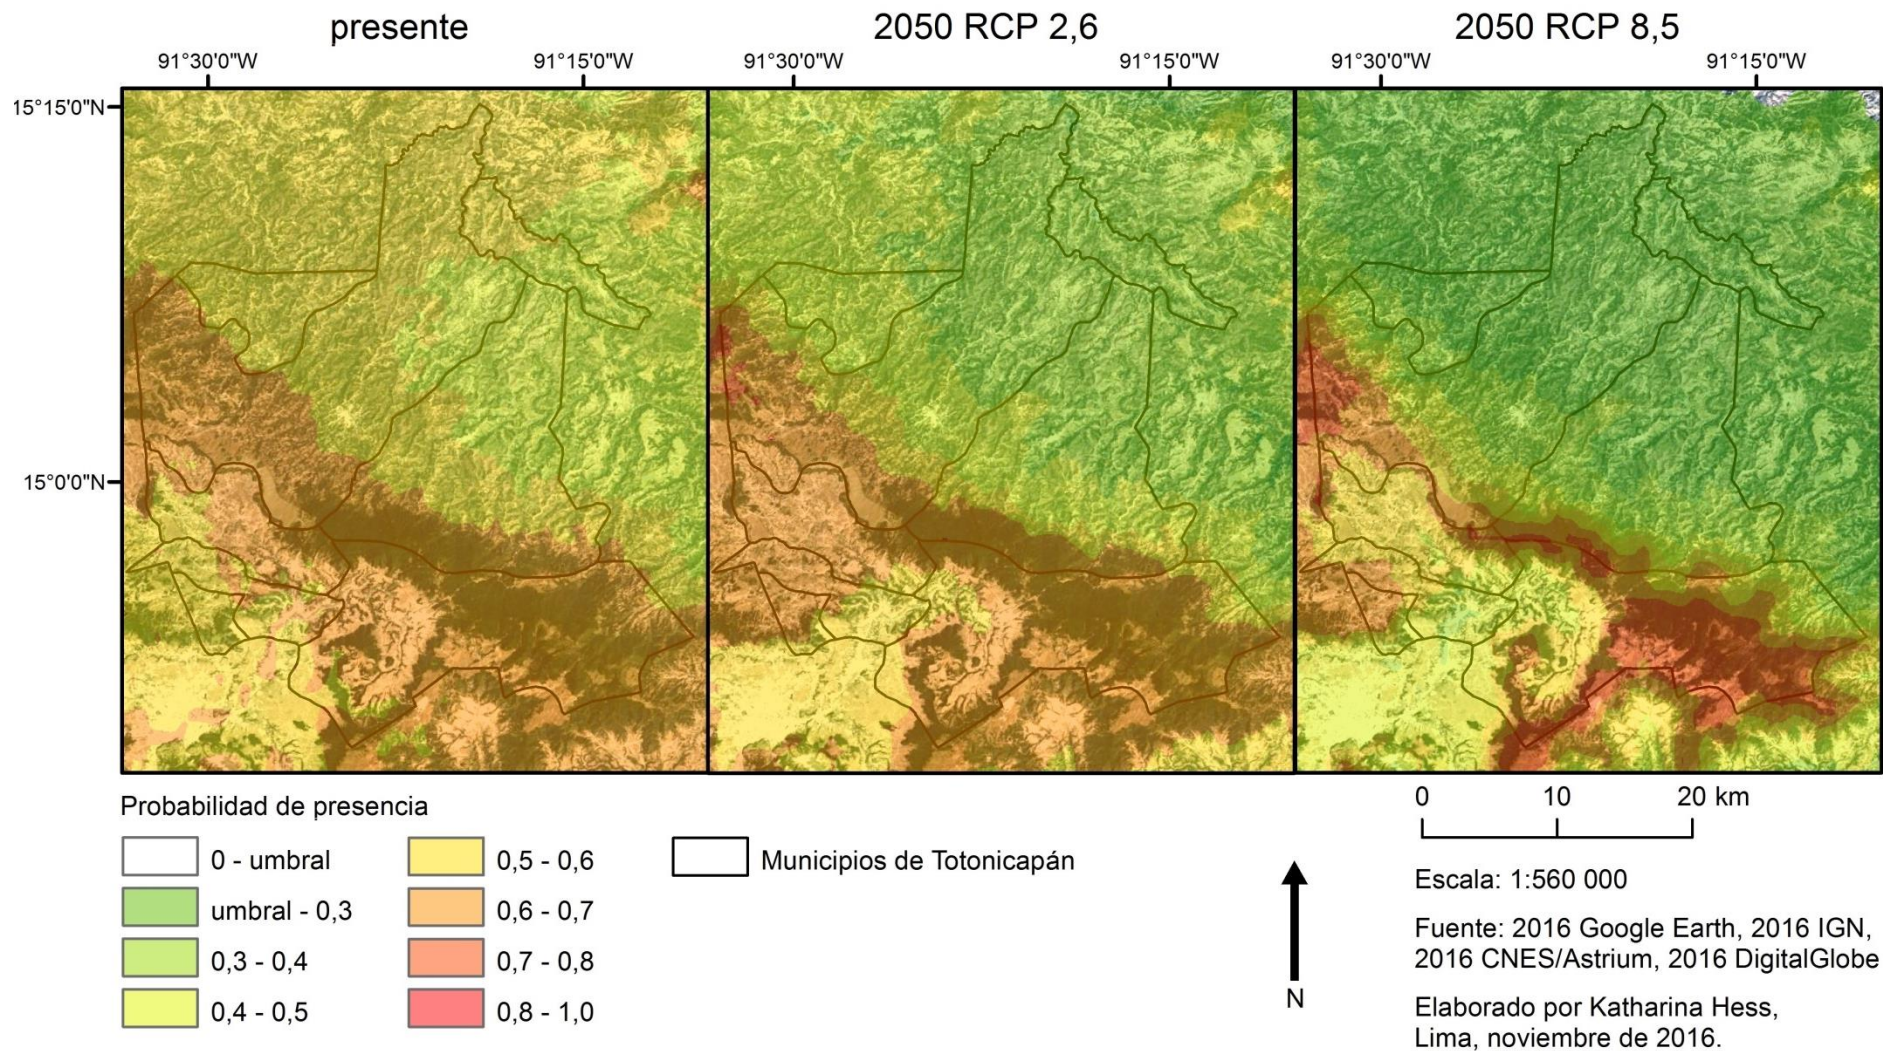 presente
2050 RCP 2,6
2050 RCP 8,5
91°30'0"W
91°15'0"W
91°30'0"W
91°15'0"W
91°30'0"W
91°15'0"W
15°15'0"N
15°0'0"N
Probabilidad de presencia
0 - umbral
umbral - 0,3
0,3 - 0,4
0,4 - 0,5
0,5 - 0,6
0,6 - 0,7
0,7 - 0,8
0,8 - 1,0
Municipios de Totonicapán
N
0 10 20 km
Escala: 1:560 000
Fuente: 2016 Google Earth, 2016 IGN,
2016 CNES/Astrium, 2016 DigitalGlobe
Elaborado por Katharina Hess,
Lima, noviembre de 2016.